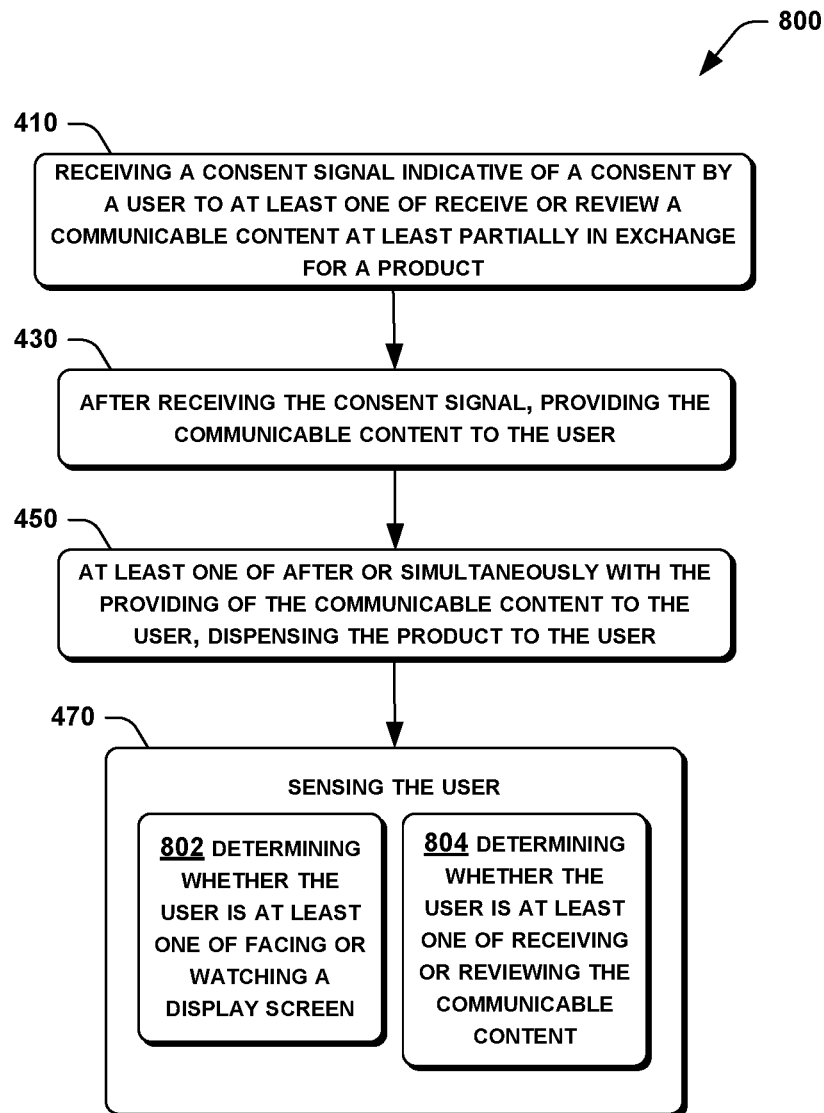 800
410
RECEIVING A CONSENT SIGNAL INDICATIVE OF A CONSENT BY
A USER TO AT LEAST ONE OF RECEIVE OR REVIEW A
COMMUNICABLE CONTENT AT LEAST PARTIALLY IN EXCHANGE
FOR A PRODUCT
430
AFTER RECEIVING THE CONSENT SIGNAL, PROVIDING THE
COMMUNICABLE CONTENT TO THE USER
450
AT LEAST ONE OF AFTER OR SIMULTANEOUSLY WITH THE
PROVIDING OF THE COMMUNICABLE CONTENT TO THE
USER, DISPENSING THE PRODUCT TO THE USER
470
SENSING THE USER
802 DETERMINING
WHETHER THE
USER IS AT LEAST
ONE OF FACING OR
WATCHING A
DISPLAY SCREEN
804 DETERMINING
WHETHER THE
USER IS AT LEAST
ONE OF RECEIVING
OR REVIEWING THE
COMMUNICABLE
CONTENT